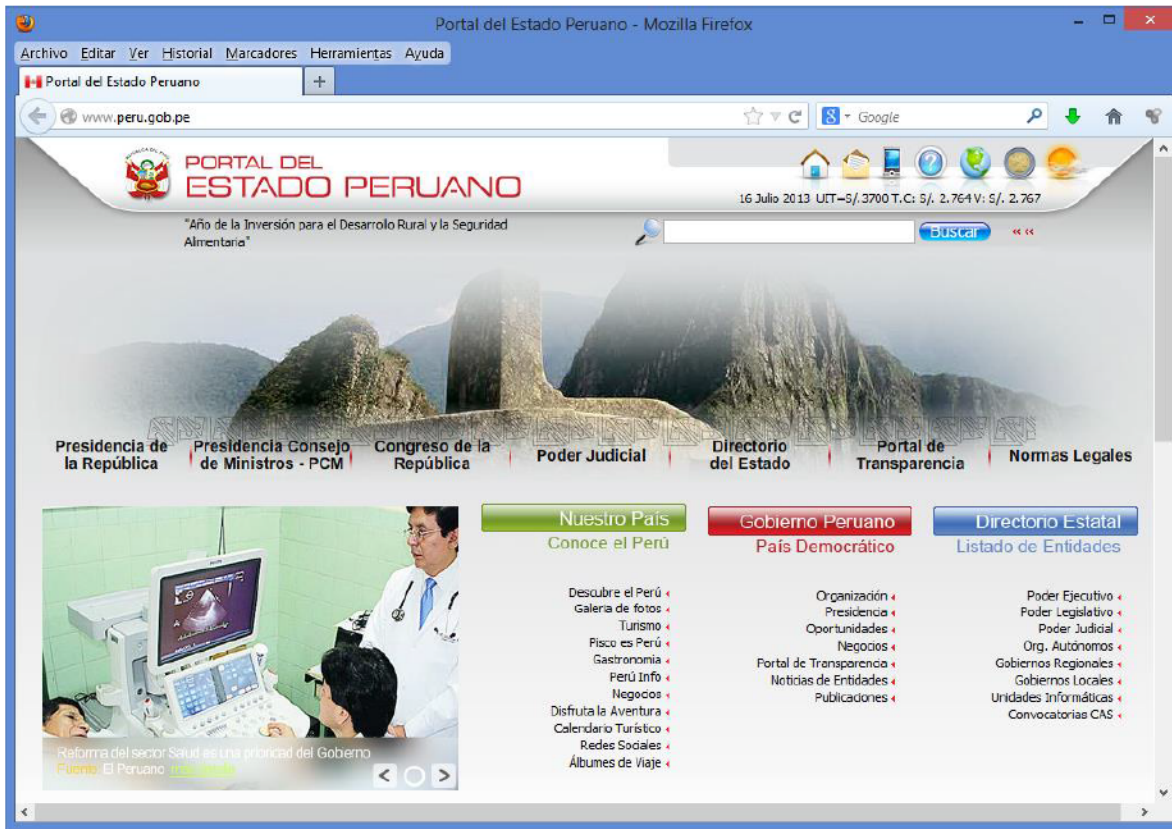 Portal del Estado Peruano - Mozilla Firefox
Archivo Editar Ver Historial Marcadores Herramientas Ayuda
Portal del Estado Peruano
www.peru.gob.pe
Google
PORTAL DEL
ESTADO PERUANO
16 Julio 2013 UIT=S/.3700 T.C: S/. 2.764 V: S/. 2.767
"Año de la Inversión para el Desarrolo Rural y la Seguridad
Alimentaria"
Buscar
Presidencia de
la República
Presidencia Consejo
de Ministros - PCM
Congreso de la
República
Poder Judicial
Directorio
del Estado
Portal de
Transparencia
Normas Legales
Reforma del sector Salud es una prioridad del Gobierno
Fuente: El Peruano
Nuestro País
Conoce el Perú
Descubre el Perú
Galeria de fotos
Turismo
Pisco es Perú
Gastronomia
Perú Info
Negocios
Disfruta la Aventura
Calendario Turístico
Redes Sociales
Álbumes de Viaje
Gobierno Peruano
País Democrático
Organización
Presidencia
Oportunidades
Negocios
Portal de Transparencia
Noticias de Entidades
Publicaciones
Directorio Estatal
Listado de Entidades
Poder Ejecutivo
Poder Legislativo
Poder Judicial
Org. Autónomos
Gobiernos Regionales
Gobiernos Locales
Unidades Informáticas
Convocatorias CAS